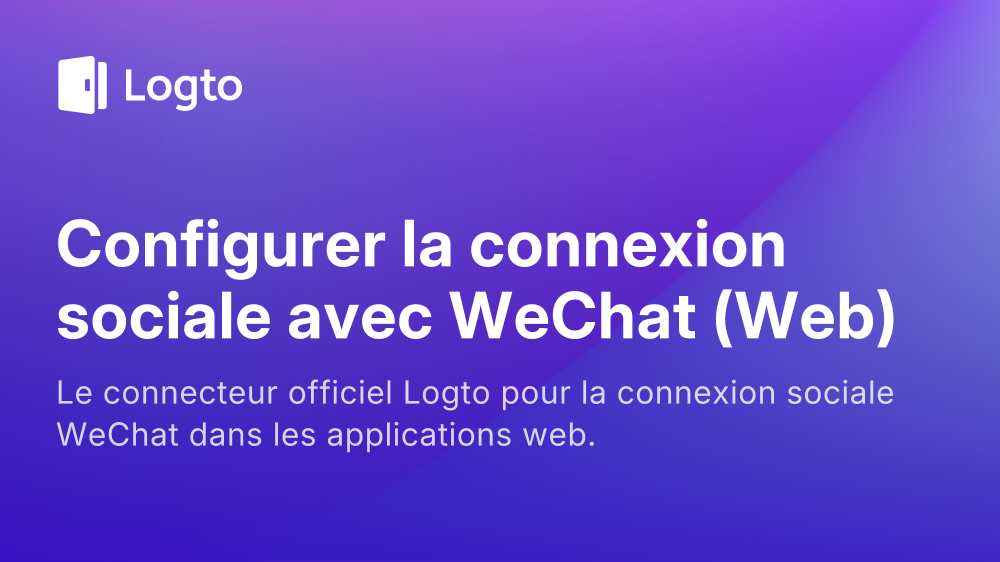 Logto
Configurer la connexion
sociale avec WeChat (Web)
Le connecteur officiel Logto pour la connexion sociale
WeChat dans les applications web.